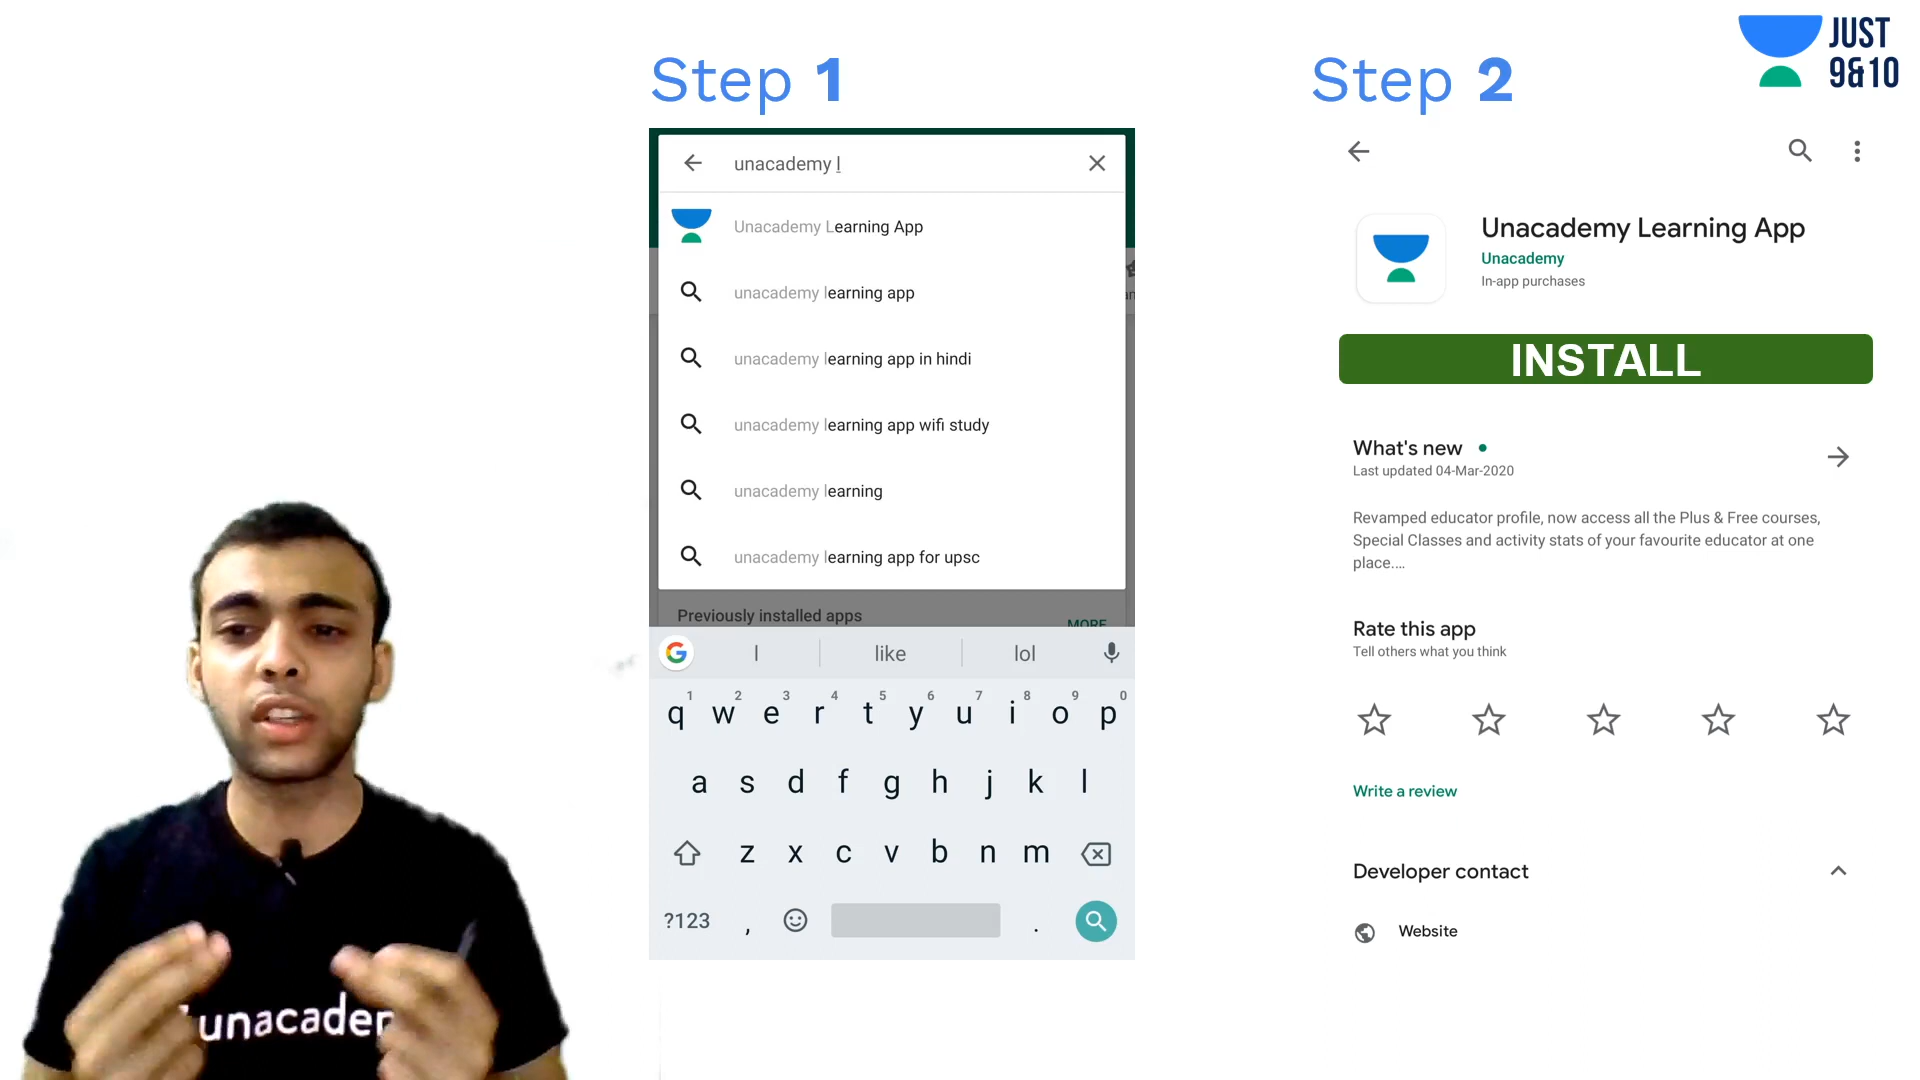 Step 1
unacademy l
Unacademy Learning App
unacademy learning app
unacademy learning app in hindi
unacademy learning app wifi study
unacademy learning
unacademy learning app for upsc
Previously installed apps
MORE
l like lol
1 2 3 4 5 6 7 8 9 0
q w e r t y u i o p
a s d f g h j k l
z x c v b n m
?123 , .
Step 2
JUST
9&10
Unacademy Learning App
Unacademy
In-app purchases
INSTALL
What's new
Last updated 04-Mar-2020
Revamped educator profile, now access all the Plus & Free courses,
Special Classes and activity stats of your favourite educator at one
place....
Rate this app
Tell others what you think
Write a review
Developer contact
Website
unacader